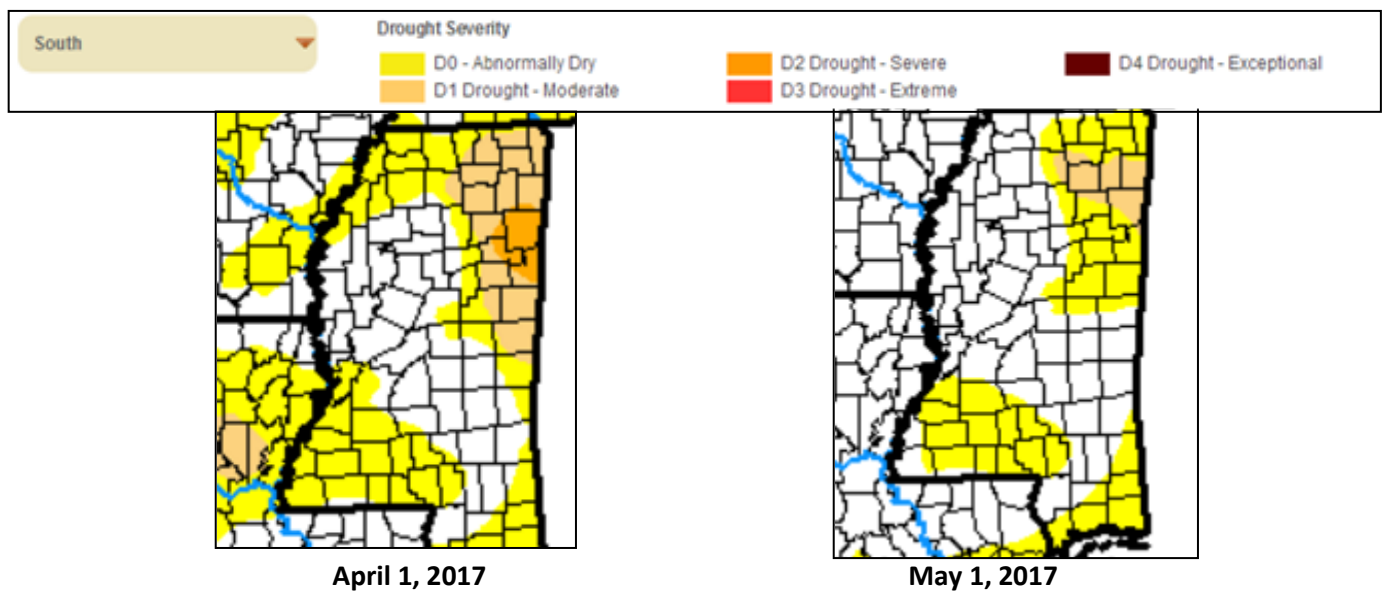 South
Drought Severity
D0 - Abnormally Dry
D2 Drought - Severe
D4 Drought - Exceptional
D1 Drought - Moderate
D3 Drought - Extreme
April 1, 2017
May 1, 2017